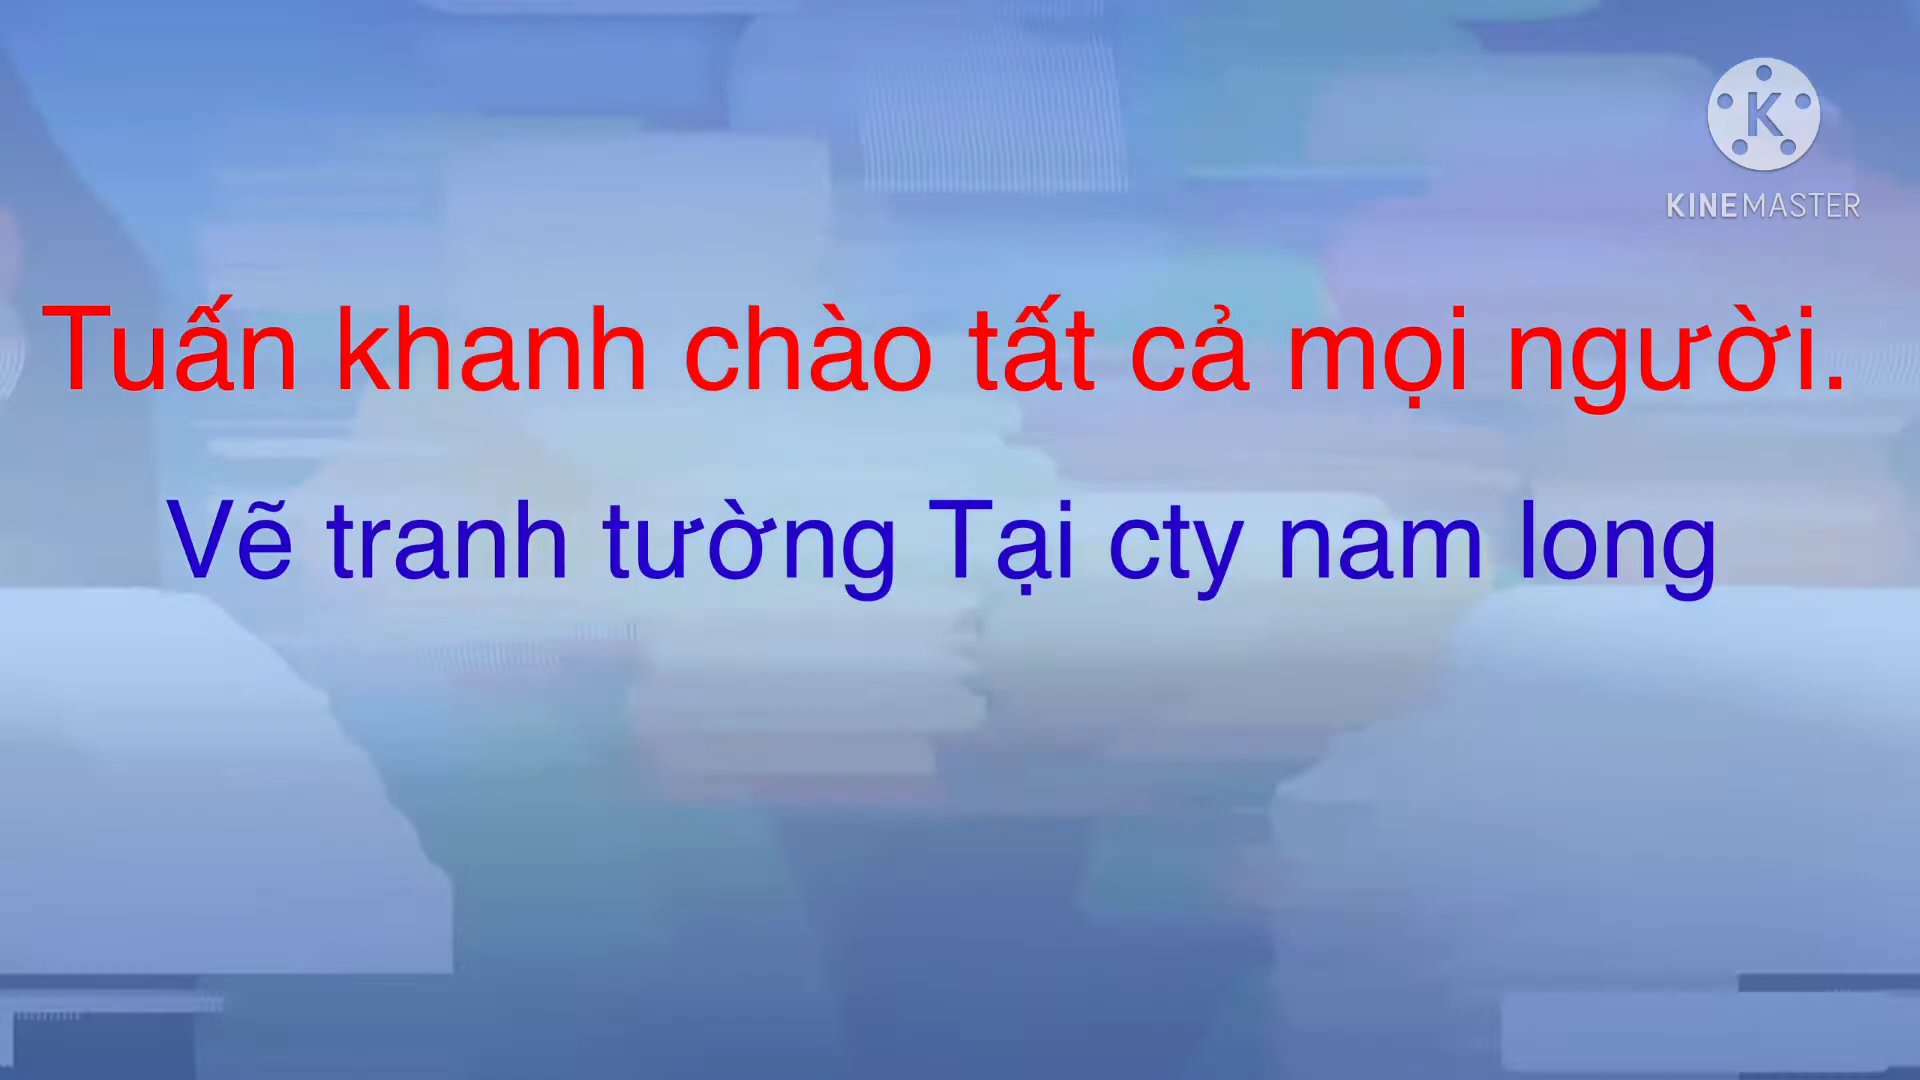 K
KINEMASTER
Tuấn khanh chào tất cả mọi người.
Vẽ tranh tường Tại cty nam long